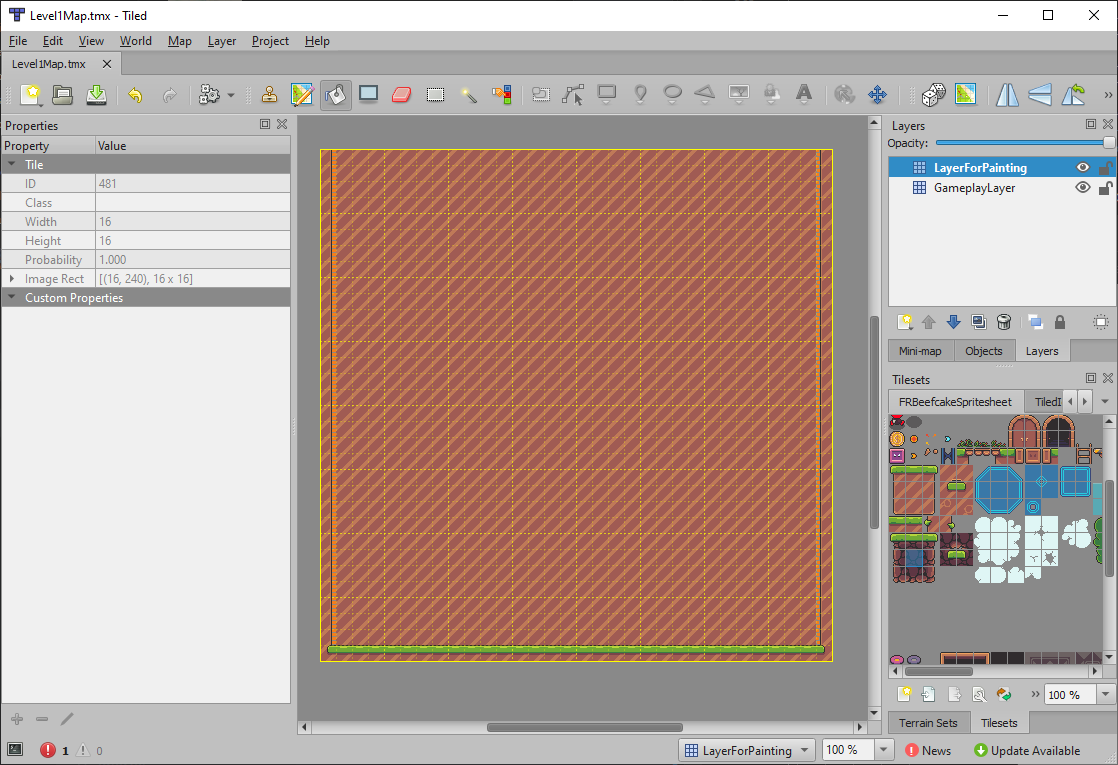 Level1Map.tmx - Tiled
File Edit View World Map Layer Project Help
Level1Map.tmx
Properties
Property Value
Tile
ID 481
Class
Width 16
Height 16
Probability 1.000
Image Rect [(16, 240), 16 x 16]
Custom Properties
1 0
Layers
Opacity:
LayerForPainting
GameplayLayer
Mini-map Objects Layers
Tilesets
FRBeefcakeSpritesheet TiledI
100 %
Terrain Sets Tilesets
LayerForPainting 100 % News Update Available